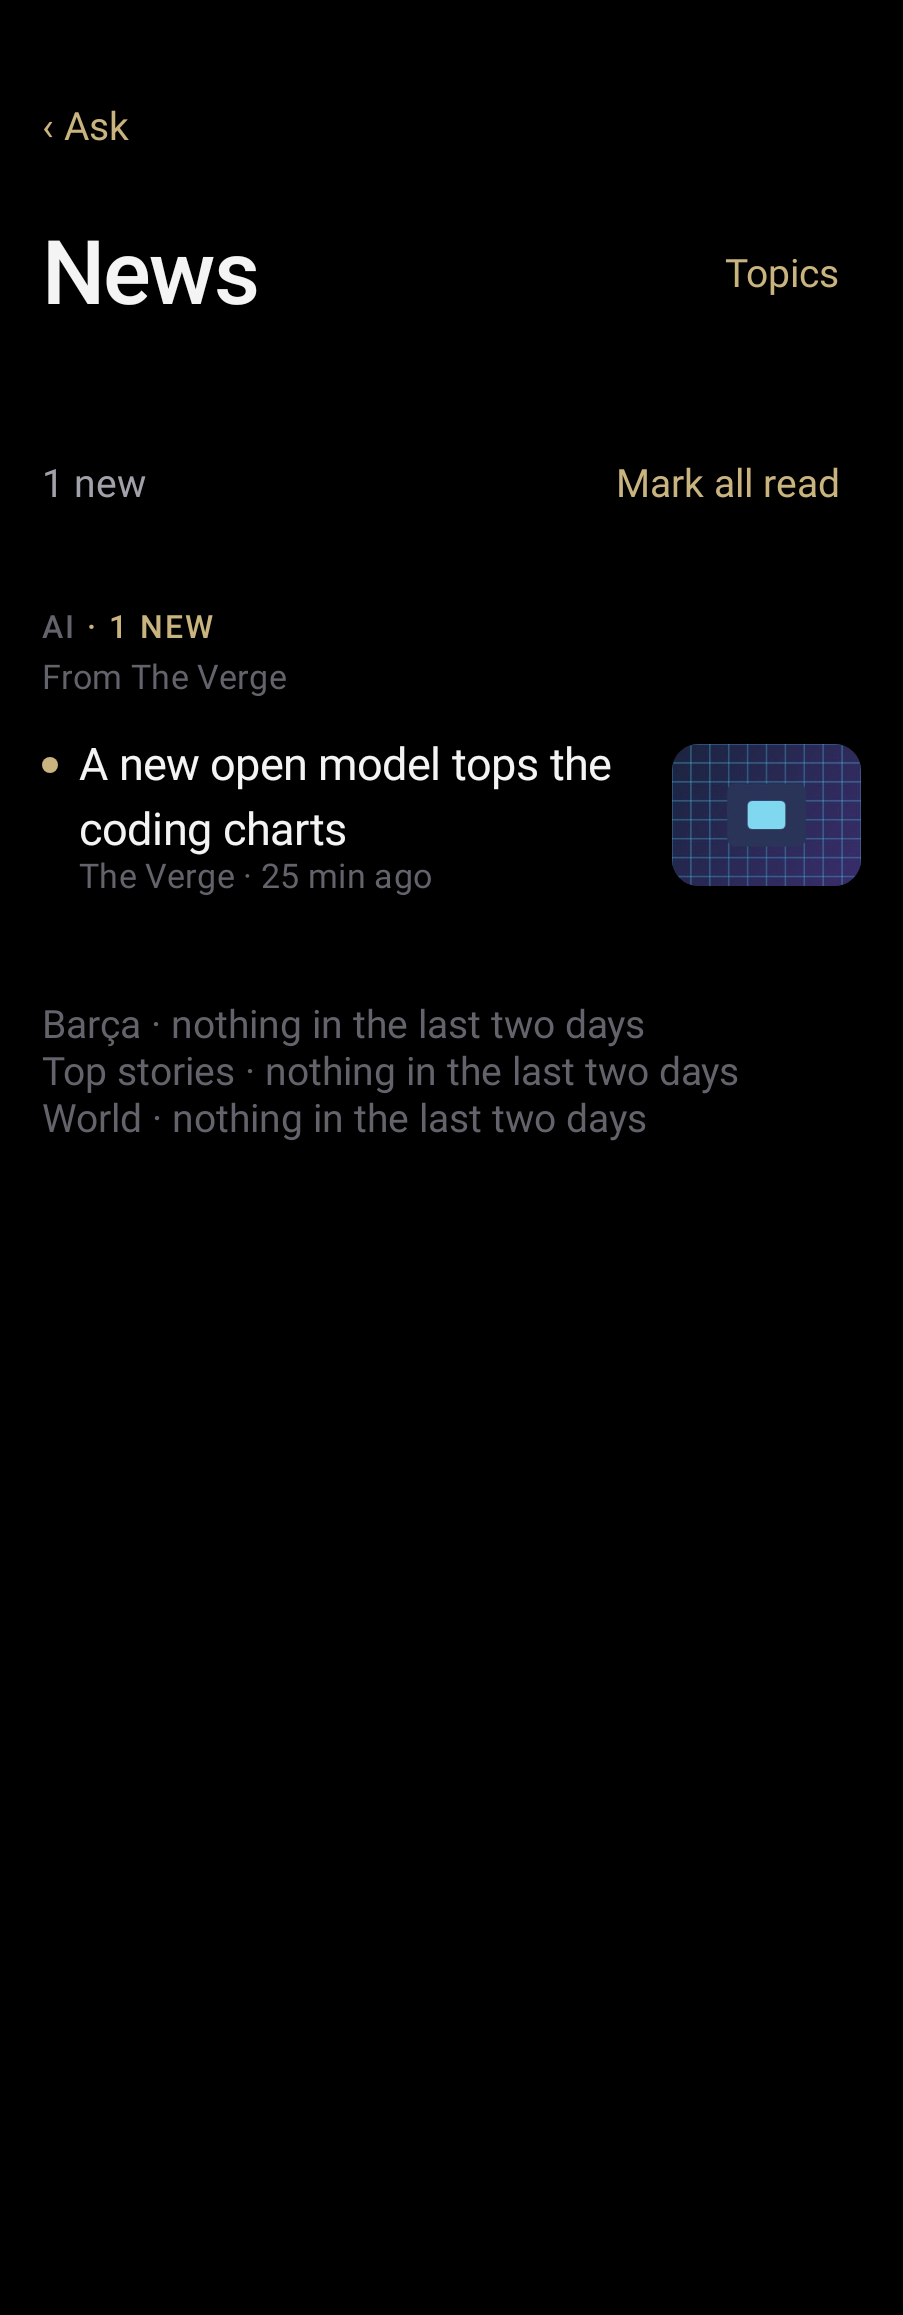 ‹ Ask
News
Topics
1 new
Mark all read
AI · 1 NEW
From The Verge
A new open model tops the
coding charts
The Verge · 25 min ago
Barça · nothing in the last two days
Top stories · nothing in the last two days
World · nothing in the last two days